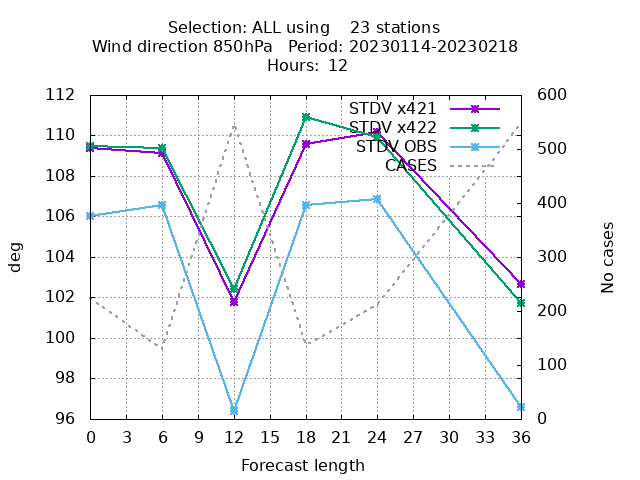 Selection: ALL using    23 stations
Wind direction 850hPa   Period: 20230114-20230218
Hours:  12
112
110
108
106
104
102
100
98
96
600
500
400
300
200
100
0
STDV x421
STDV x422
STDV OBS
CASES
deg
No cases
0 3 6 9 12 15 18 21 24 27 30 33 36
Forecast length